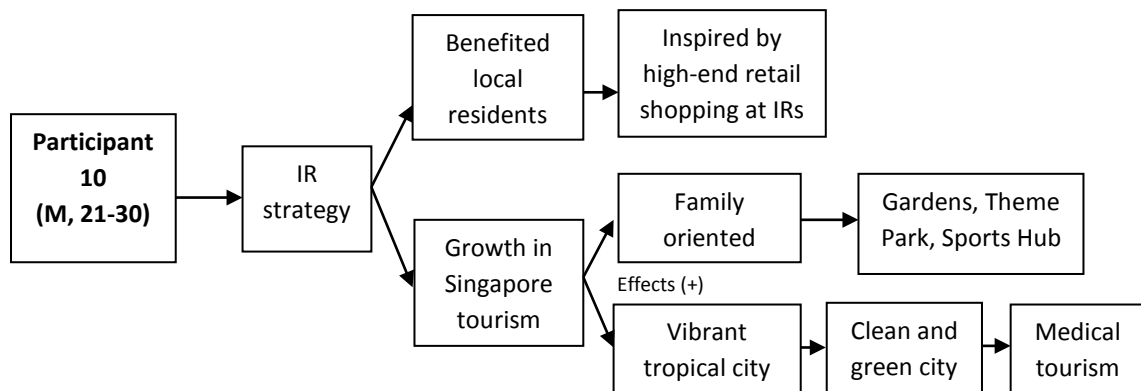 Participant
10
(M, 21-30)
IR
strategy
Benefited
local
residents
Inspired by
high-end retail
shopping at IRs
Growth in
Singapore
tourism
Effects (+)
Family
oriented
Gardens, Theme
Park, Sports Hub
Vibrant
tropical city
Clean and
green city
Medical
tourism